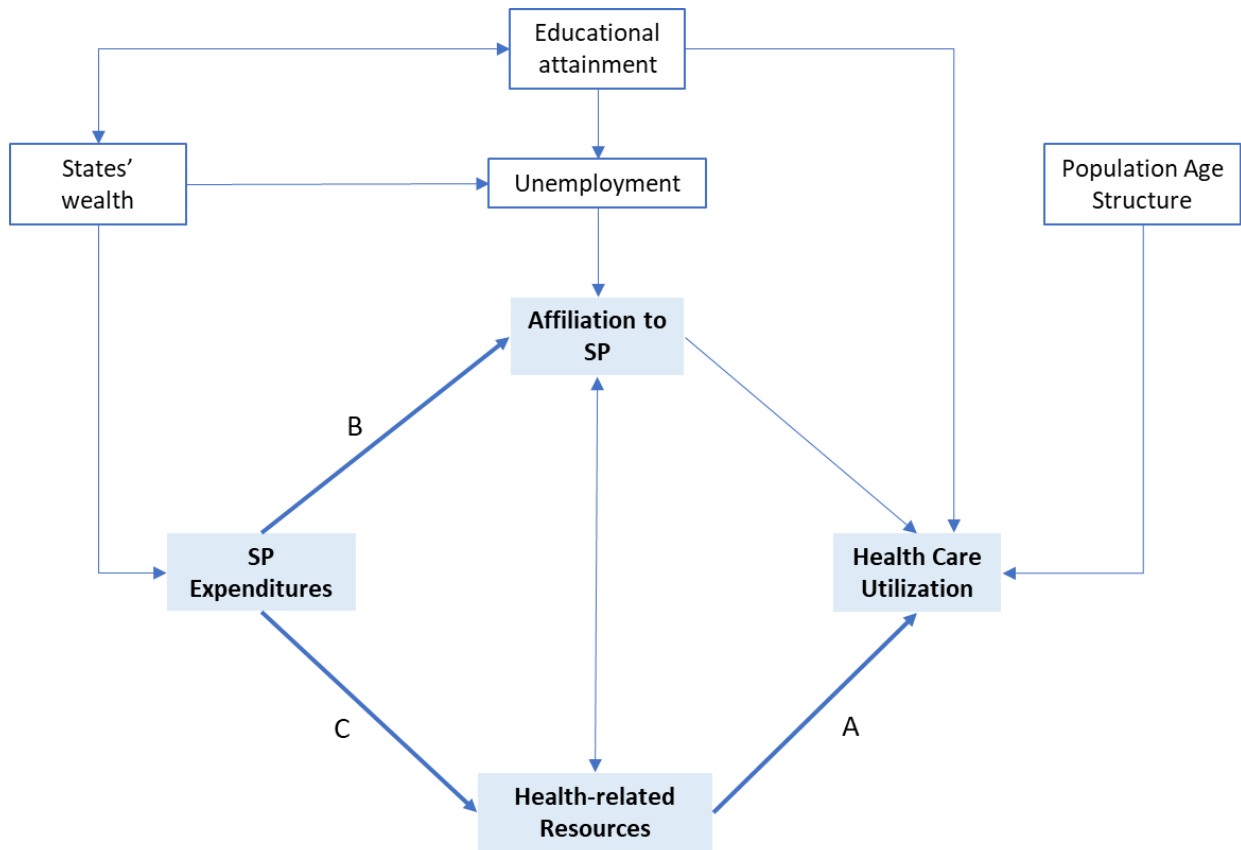 Educational
attainment
States’
wealth
Unemployment
Population Age
Structure
Affiliation to
SP
B
SP
Expenditures
Health Care
Utilization
C
A
Health-related
Resources